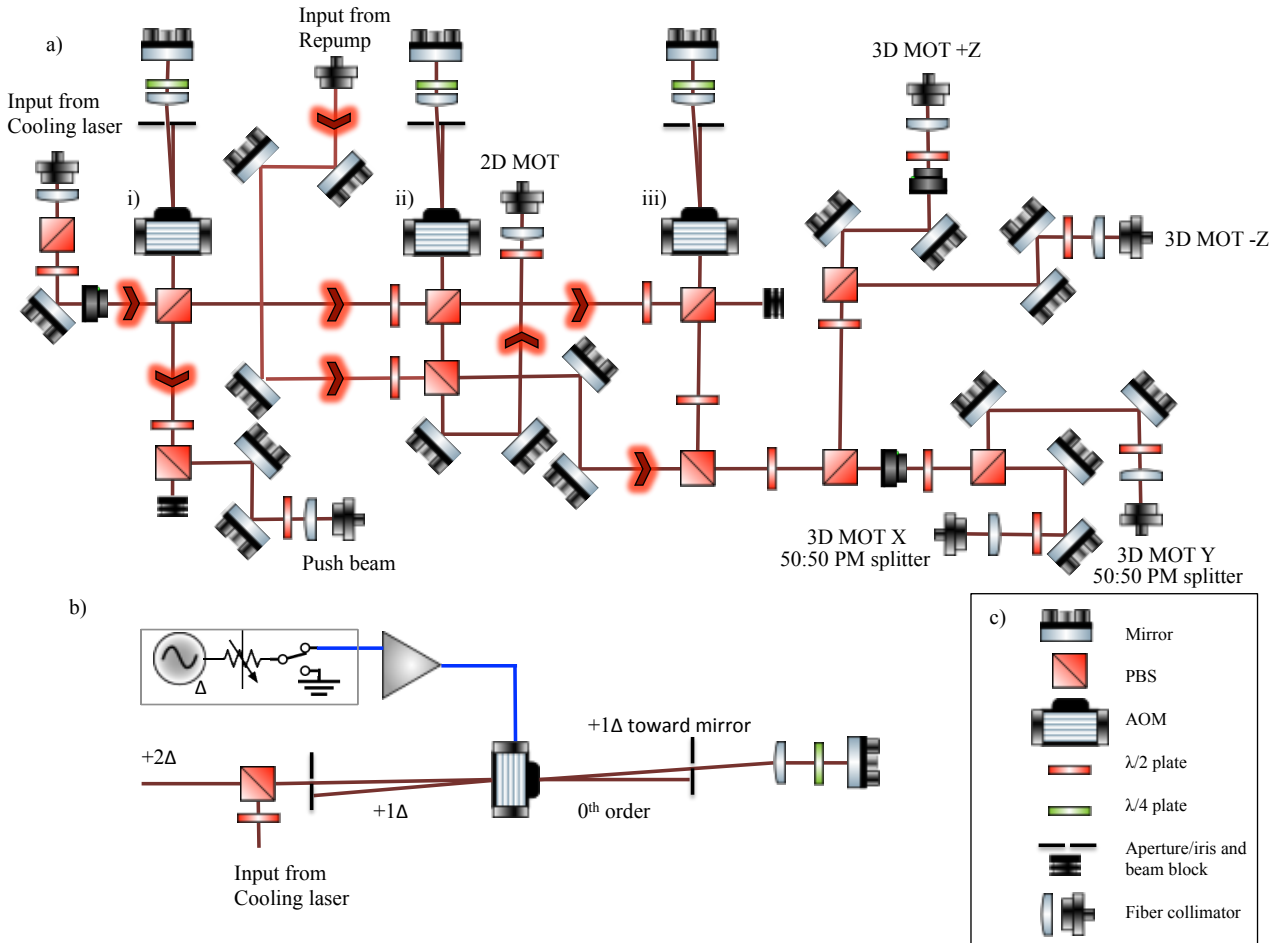 a)
Input from
Repump
3D MOT +Z
Input from
Cooling laser
2D MOT
i)
ii)
iii)
3D MOT -Z
Push beam
3D MOT X
50:50 PM splitter
3D MOT Y
50:50 PM splitter
b)
Δ
+1Δ toward mirror
+2Δ
+1Δ
0th order
Input from
Cooling laser
c)
Mirror
PBS
AOM
λ/2 plate
λ/4 plate
Aperture/iris and
beam block
Fiber collimator